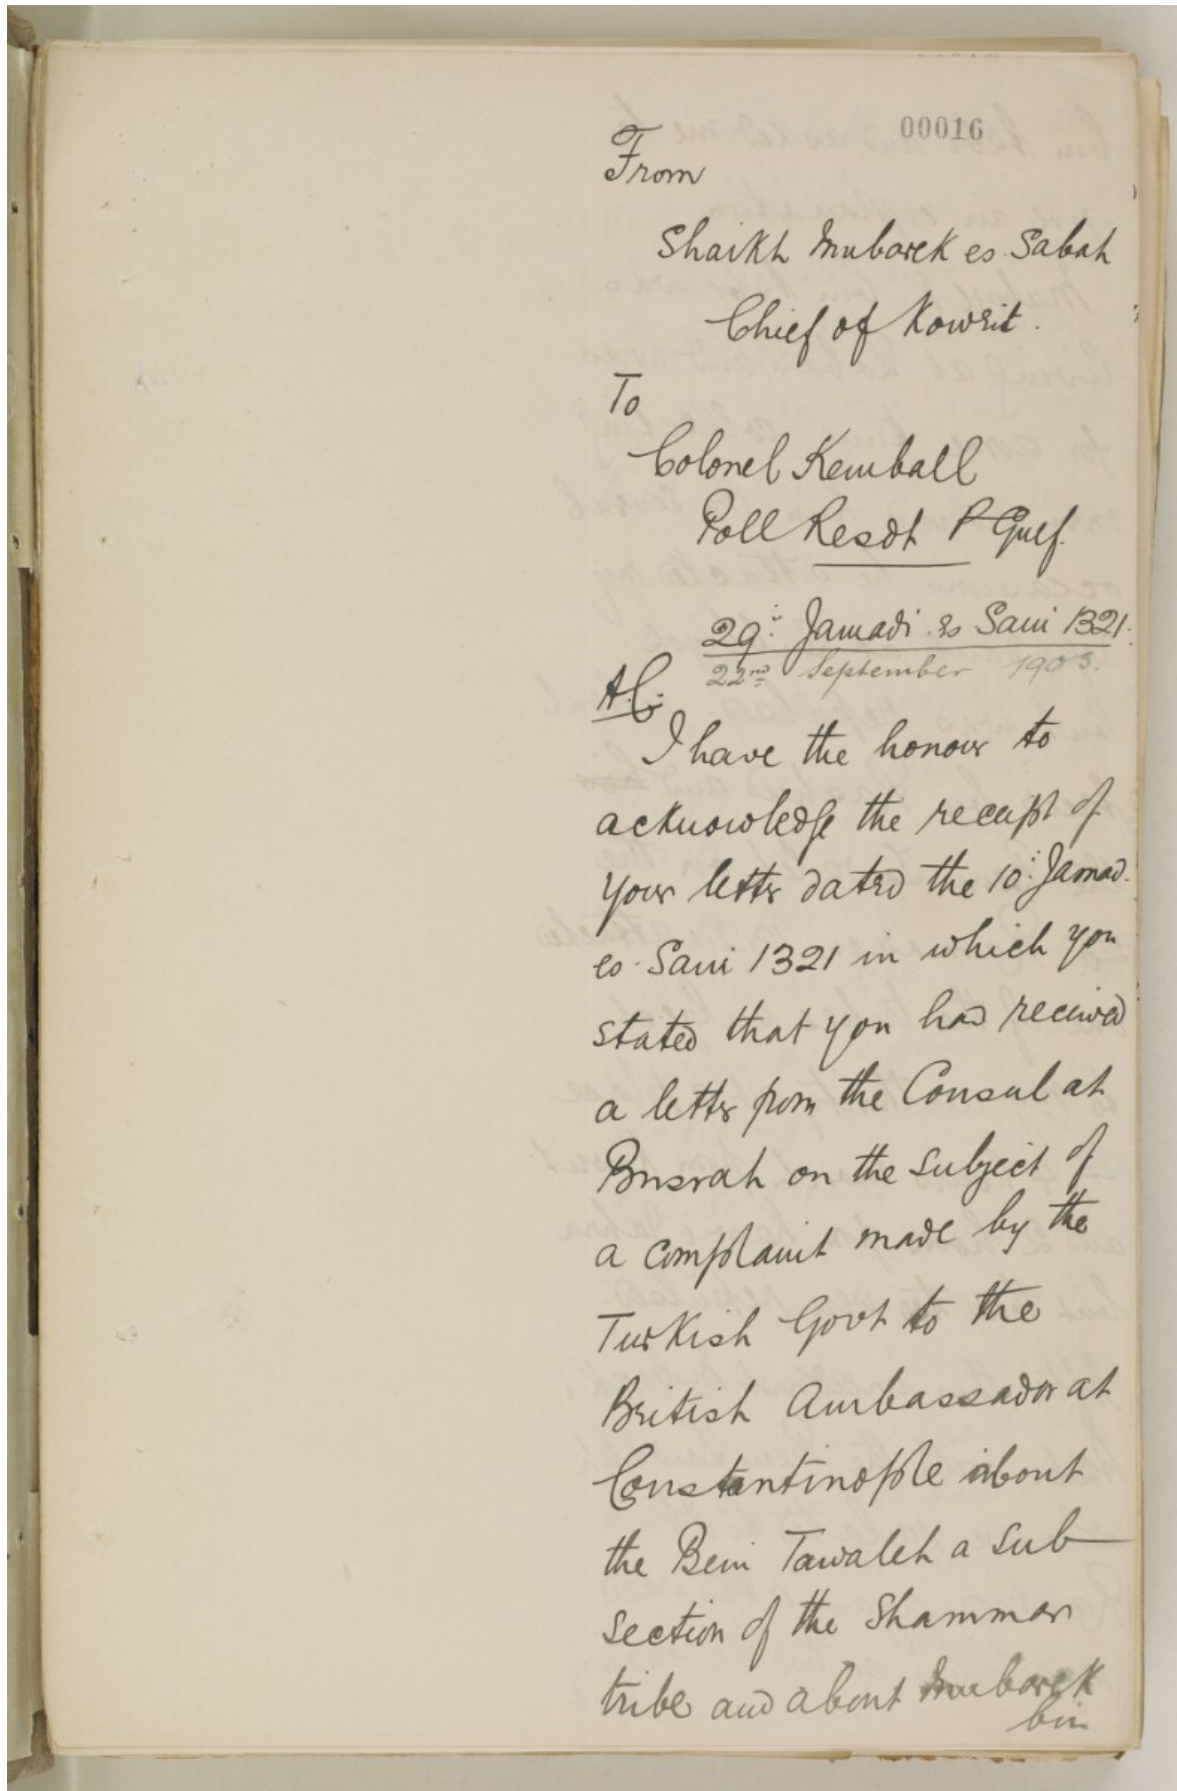 00016
From
Shaikh Mubarek es Sabah
Chief of Koweit.
To
Colonel Kemball
Poll Resdt P Gulf.
29: Jamadi es Sani 1321.
22nd September 1903.
A.C.
I have the honour to
acknowledge the receipt of
your letter dated the 10: Jamad.
es Sani 1321 in which you
stated that you had received
a letter from the Consul at
Busrah on the subject of
a complaint made by the
Turkish Govt to the
British Ambassador at
Constantinople about
the Beni Tawaleh a sub
section of the Shammar
tribe and about Mubarek
bin